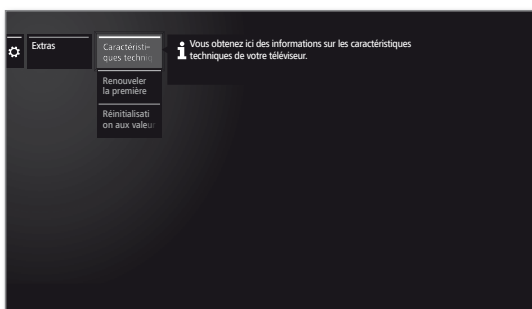 Extras
Caractéristi-
ques techniq
Renouveler
la première
Réinitialisati
on aux valeur
Vous obtenez ici des informations sur les caractéristiques
techniques de votre téléviseur.